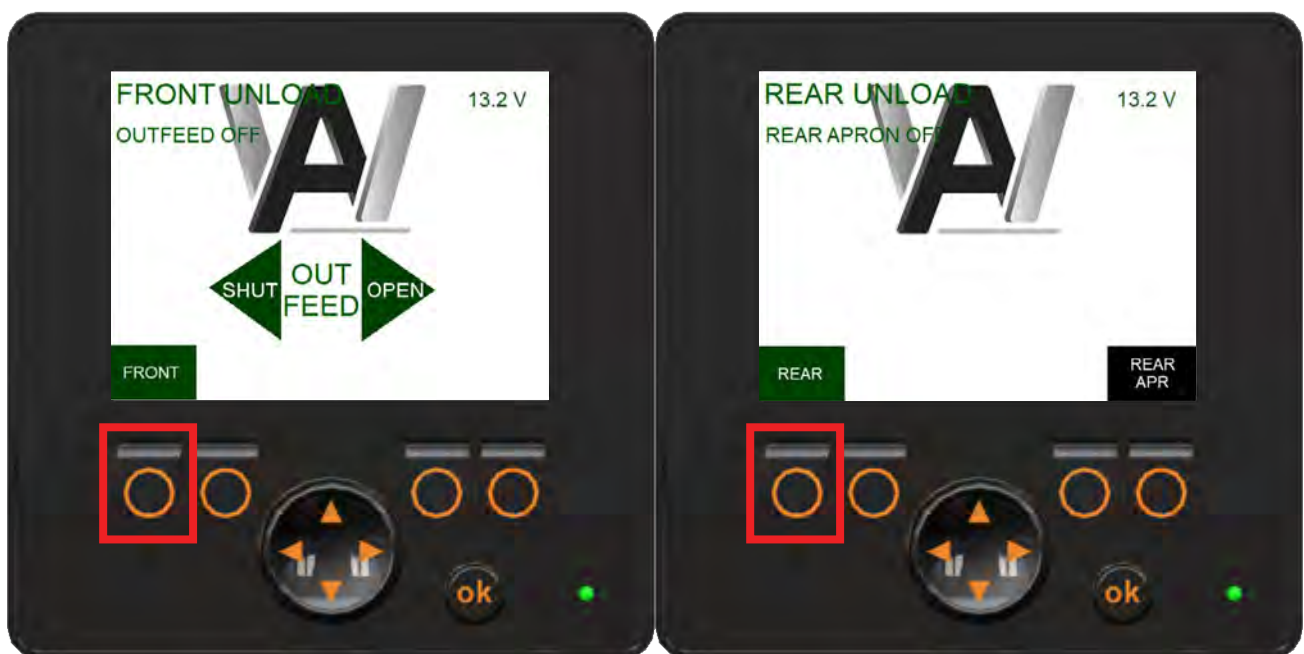 FRONT UNLOAD
13.2 V
OUTFEED OFF
SHUT
OUT
FEED
OPEN
FRONT
ok
REAR UNLOAD
13.2 V
REAR APRON OFF
REAR
REAR
APR
ok